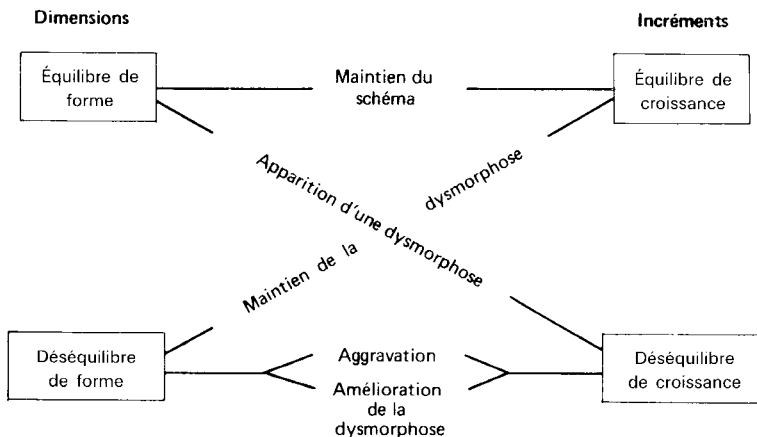 Dimensions
Incréments
Équilibre de
forme
Maintien du
schéma
Équilibre de
croissance
Apparition d'une dysmorphose
Maintien de la dysmorphose
Déséquilibre
de forme
Aggravation
Amélioration
de la
dysmorphose
Déséquilibre
de croissance